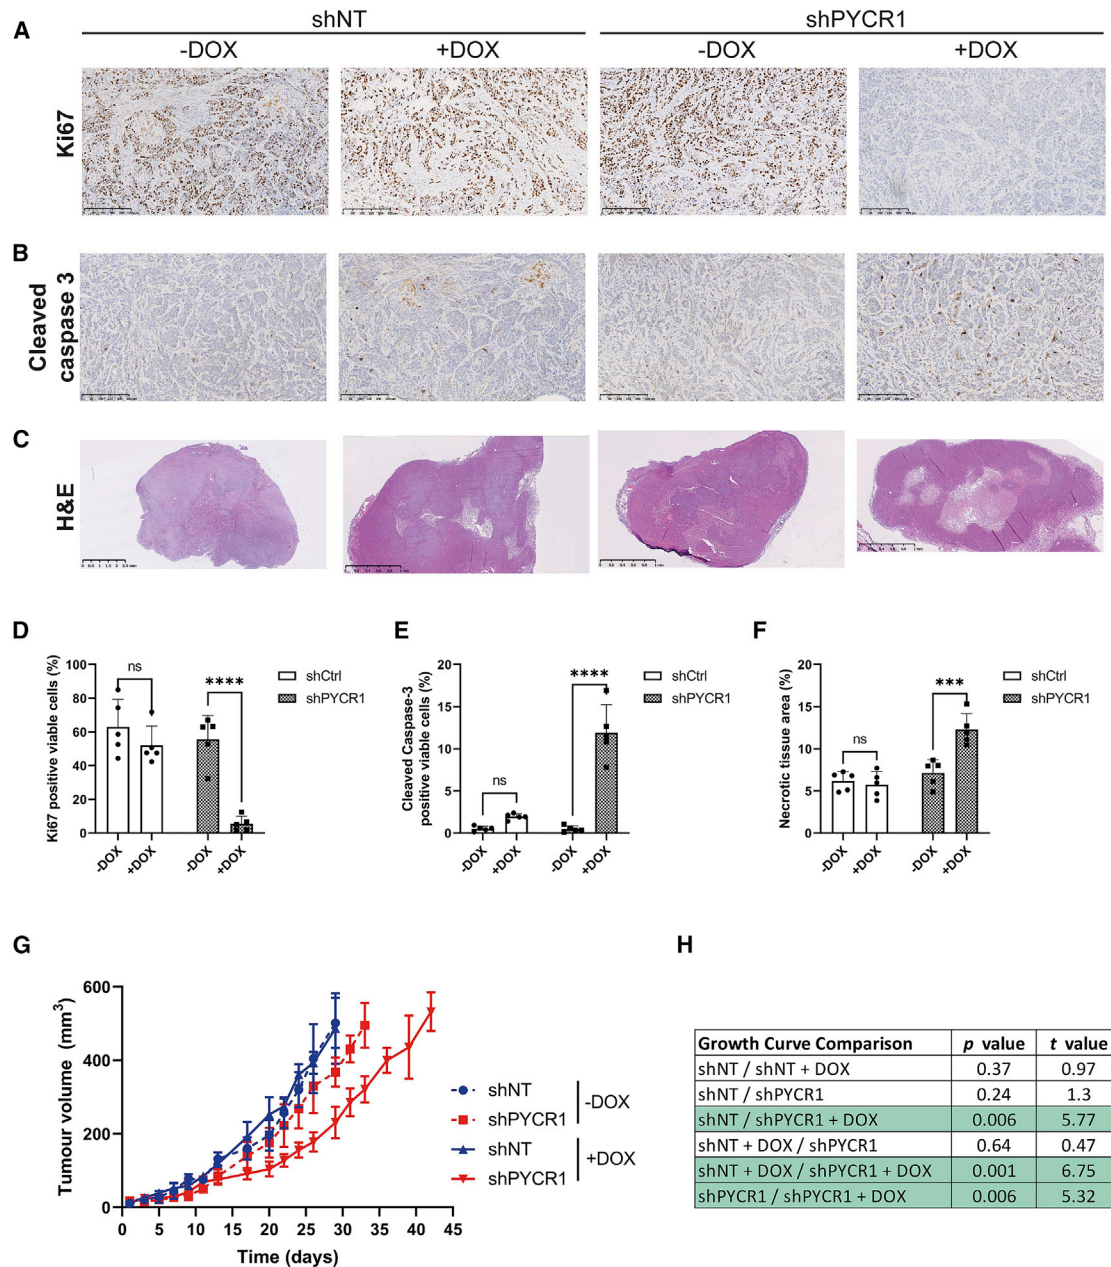 A
shNT
shPYCR1
-DOX
+DOX
-DOX
+DOX
Ki67
B
Cleaved
caspase 3
C
H&E
D
E
F
Ki67 positive viable cells (%)
100
80
60
40
20
0
ns
****
-DOX
+DOX
-DOX
+DOX
shCtrl
shPYCR1
Cleaved Caspase-3
positive viable cells (%)
20
15
10
5
0
ns
****
-DOX
+DOX
-DOX
+DOX
shCtrl
shPYCR1
Necrotic tissue area (%)
20
15
10
5
0
ns
***
-DOX
+DOX
-DOX
+DOX
shCtrl
shPYCR1
G
Tumour volume (mm³)
600
400
200
0
0 5 10 15 20 25 30 35 40 45
Time (days)
shNT
shPYCR1
-DOX
shNT
shPYCR1
+DOX
H
Growth Curve Comparison p value t value
shNT / shNT + DOX 0.37 0.97
shNT / shPYCR1 0.24 1.3
shNT / shPYCR1 + DOX 0.006 5.77
shNT + DOX / shPYCR1 0.64 0.47
shNT + DOX / shPYCR1 + DOX 0.001 6.75
shPYCR1 / shPYCR1 + DOX 0.006 5.32